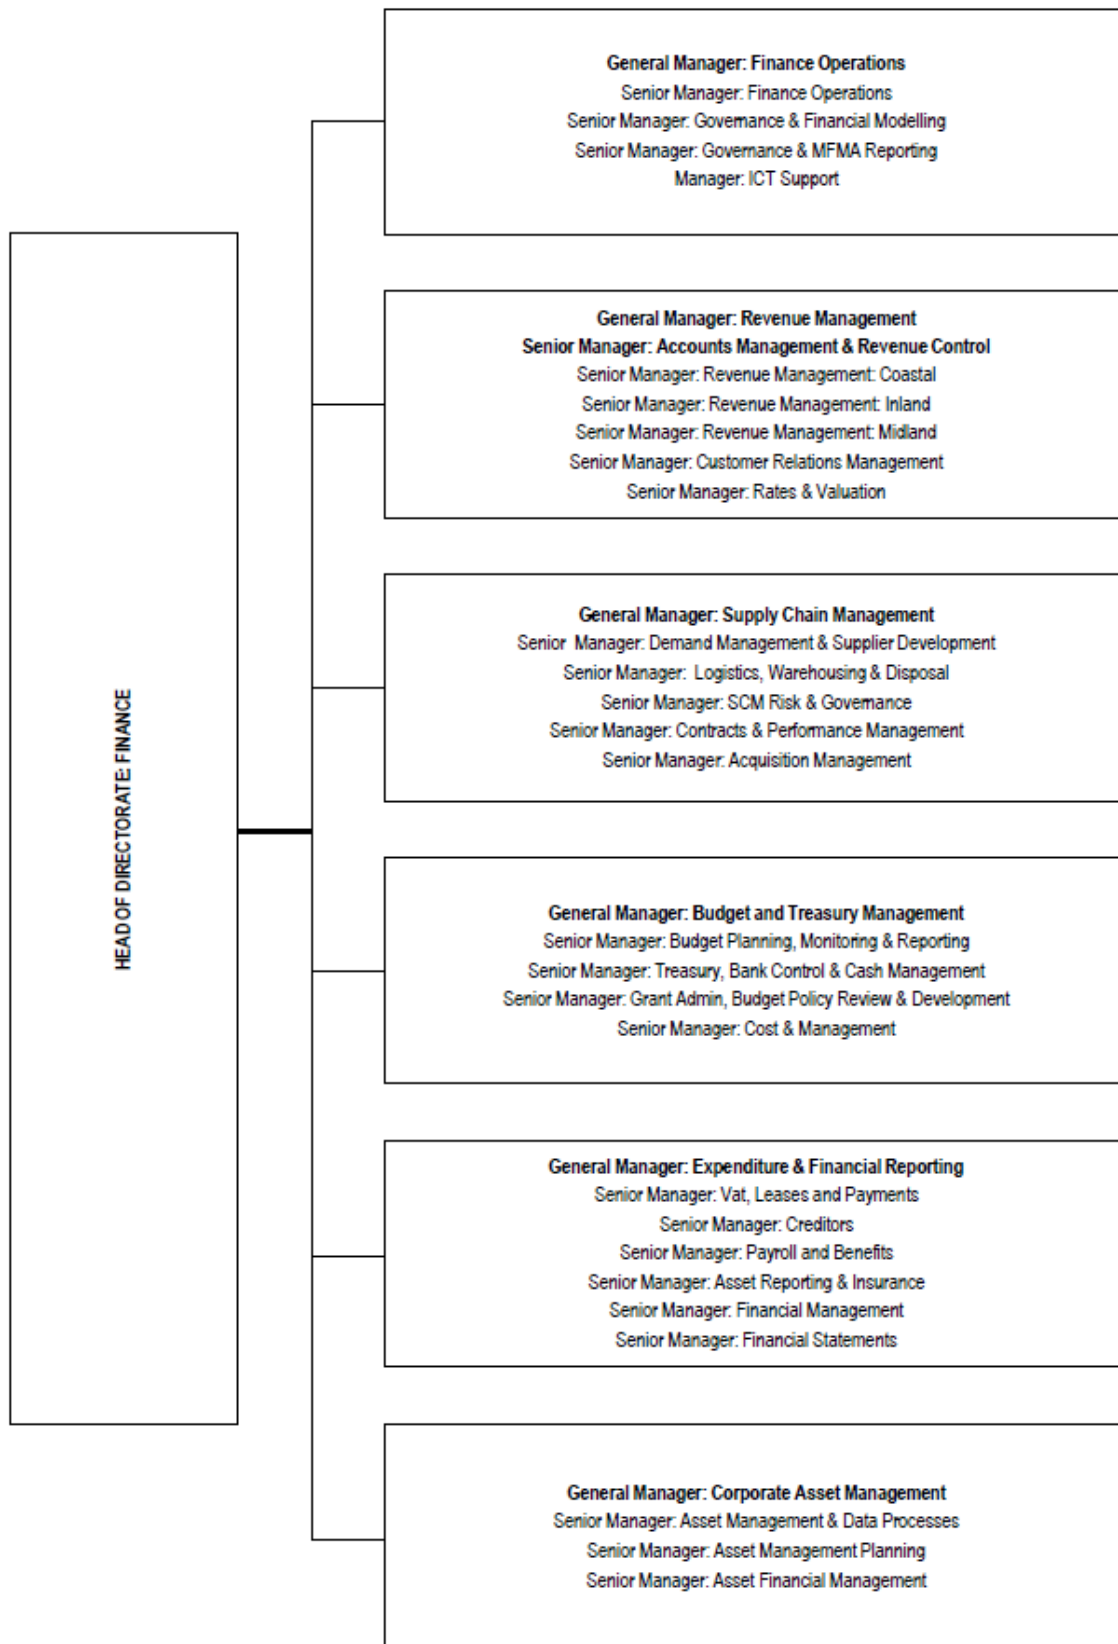 General Manager: Finance Operations
Senior Manager: Finance Operations
Senior Manager: Governance & Financial Modelling
Senior Manager: Governance & MFMA Reporting
Manager: ICT Support
General Manager: Revenue Management
Senior Manager: Accounts Management & Revenue Control
Senior Manager: Revenue Management: Coastal
Senior Manager: Revenue Management: Inland
Senior Manager: Revenue Management: Midland
Senior Manager: Customer Relations Management
Senior Manager: Rates & Valuation
General Manager: Supply Chain Management
Senior Manager: Demand Management & Supplier Development
Senior Manager: Logistics, Warehousing & Disposal
Senior Manager: SCM Risk & Governance
Senior Manager: Contracts & Performance Management
Senior Manager: Acquisition Management
HEAD OF DIRECTORATE: FINANCE
General Manager: Budget and Treasury Management
Senior Manager: Budget Planning, Monitoring & Reporting
Senior Manager: Treasury, Bank Control & Cash Management
Senior Manager: Grant Admin, Budget Policy Review & Development
Senior Manager: Cost & Management
General Manager: Expenditure & Financial Reporting
Senior Manager: Vat, Leases and Payments
Senior Manager: Creditors
Senior Manager: Payroll and Benefits
Senior Manager: Asset Reporting & Insurance
Senior Manager: Financial Management
Senior Manager: Financial Statements
General Manager: Corporate Asset Management
Senior Manager: Asset Management & Data Processes
Senior Manager: Asset Management Planning
Senior Manager: Asset Financial Management